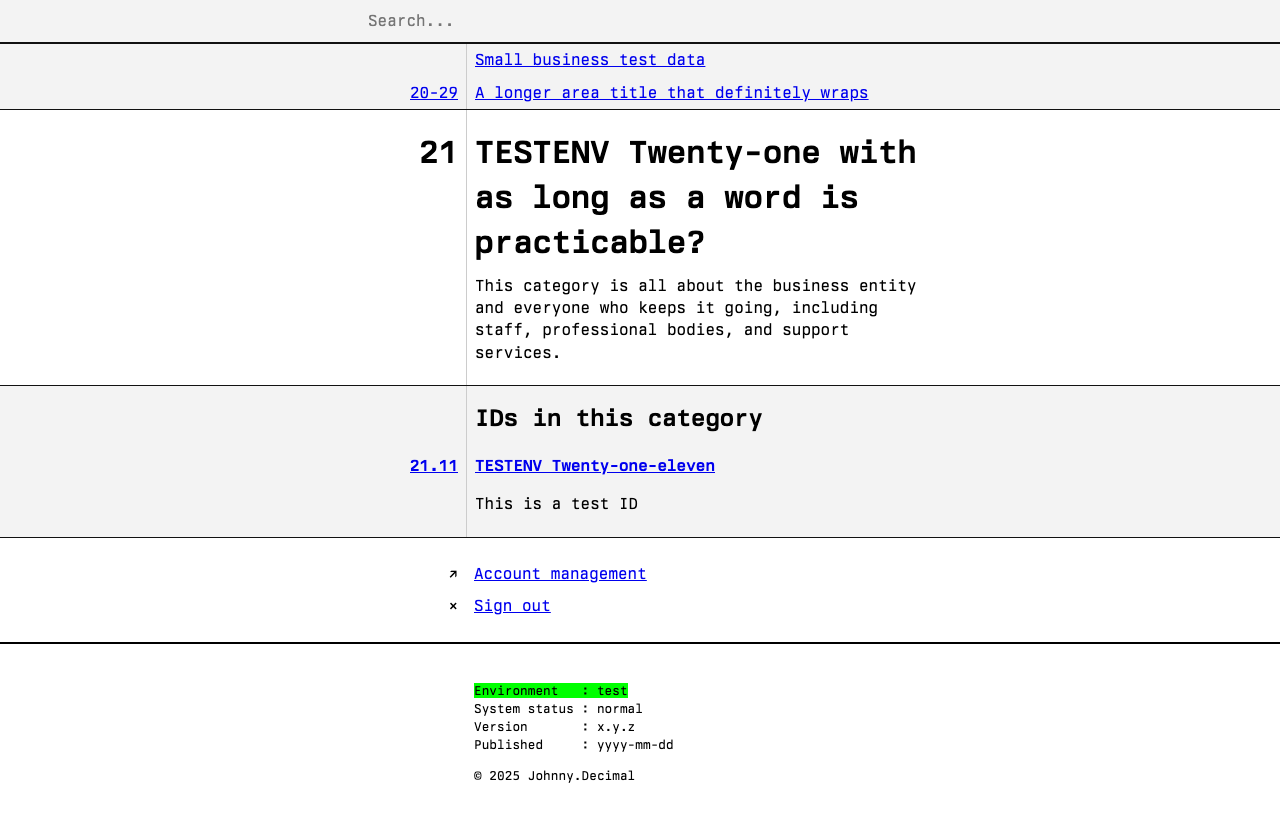 Search...
Small business test data
20-29 A longer area title that definitely wraps
21 TESTENV Twenty-one with
as long as a word is
practicable?
This category is all about the business entity
and everyone who keeps it going, including
staff, professional bodies, and support
services.
IDs in this category
21.11 TESTENV Twenty-one-eleven
This is a test ID
↗ Account management
× Sign out
Environment : test
System status : normal
Version : x.y.z
Published : yyyy-mm-dd
© 2025 Johnny.Decimal